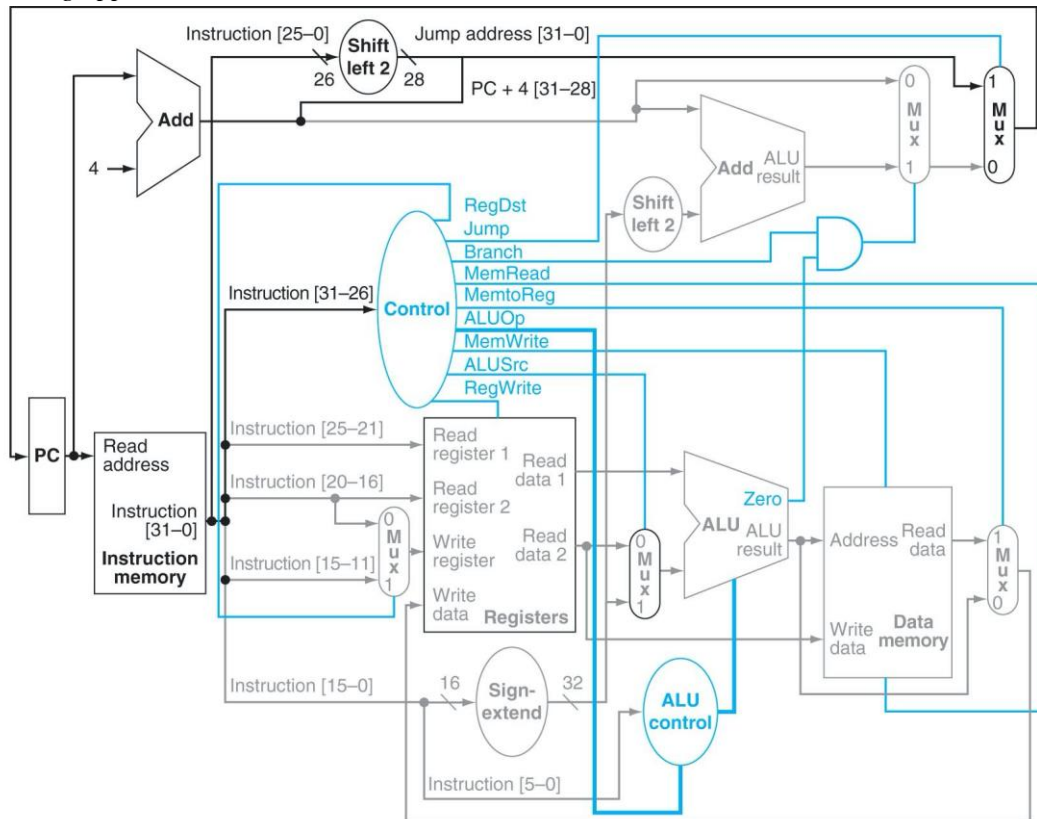 Instruction [25–0]
Shift
left 2
Jump address [31–0]
26
28
PC + 4 [31–28]
Add
4
0
M
u
x
1
1
M
u
x
0
Add
ALU
result
Shift
left 2
RegDst
Jump
Branch
MemRead
MemtoReg
ALUOp
MemWrite
ALUSrc
RegWrite
Control
Instruction [31–26]
PC
Read
address
Instruction
[31–0]
Instruction
memory
Instruction [25–21]
Instruction [20–16]
Instruction [15–11]
0
M
u
x
1
Read
register 1
Read
register 2
Write
register
Write
data
Read
data 1
Read
data 2
Registers
0
M
u
x
1
Zero
ALU
ALU
result
Address
Read
data
Write
data
Data
memory
1
M
u
x
0
Instruction [15–0]
16
Sign-
extend
32
ALU
control
Instruction [5–0]